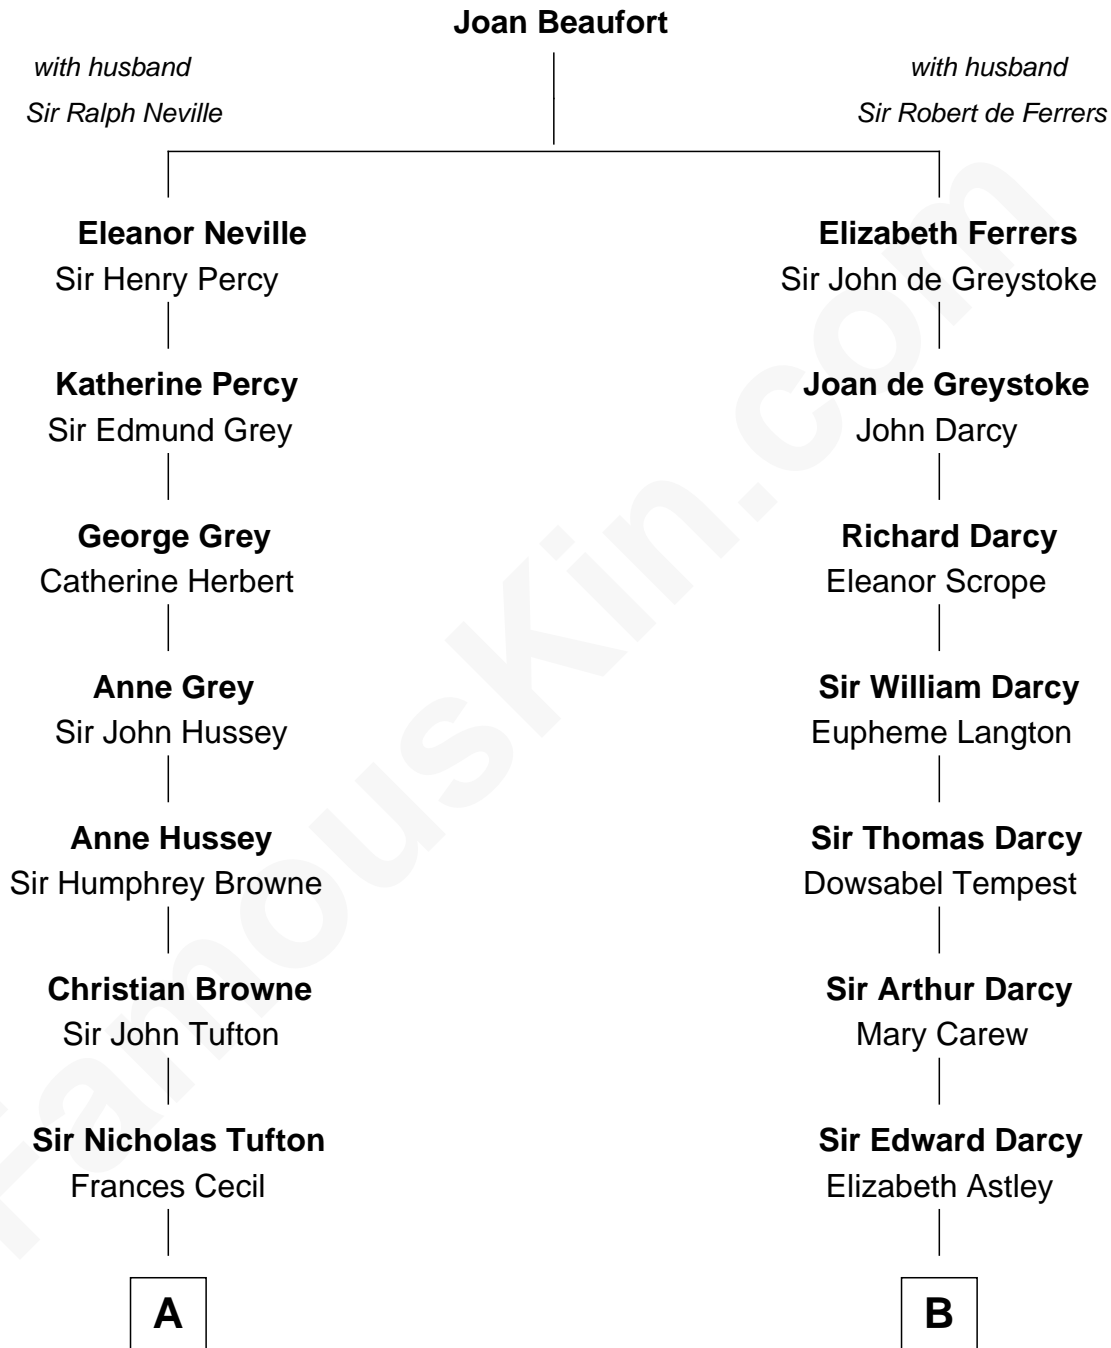 Joan Beaufort
with husband
Sir Ralph Neville
with husband
Sir Robert de Ferrers
Eleanor Neville
Sir Henry Percy
Elizabeth Ferrers
Sir John de Greystoke
Katherine Percy
Sir Edmund Grey
Joan de Greystoke
John Darcy
George Grey
Catherine Herbert
Richard Darcy
Eleanor Scrope
Anne Grey
Sir John Hussey
Sir William Darcy
Eupheme Langton
Anne Hussey
Sir Humphrey Browne
Sir Thomas Darcy
Dowsabel Tempest
Christian Browne
Sir John Tufton
Sir Arthur Darcy
Mary Carew
Sir Nicholas Tufton
Frances Cecil
Sir Edward Darcy
Elizabeth Astley
A
B
FamousKin.com